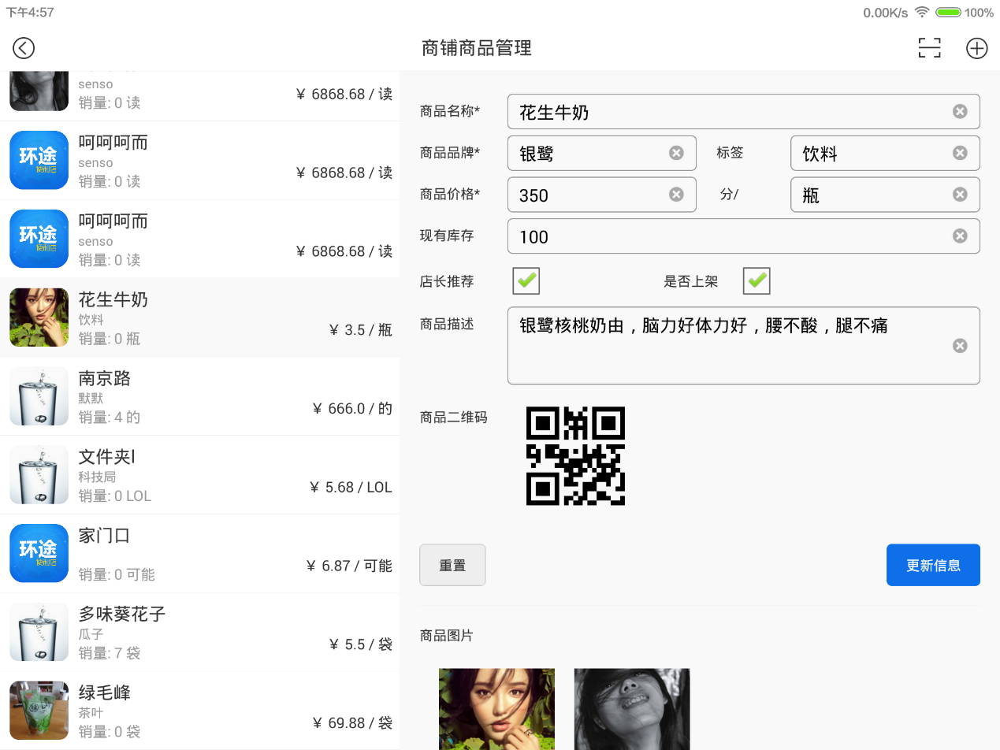 下午4:57
0.00K/s
100%
商铺商品管理
senso
销量: 0 读
¥ 6868.68 / 读
环途
便利店
呵呵呵而
senso
销量: 0 读
¥ 6868.68 / 读
环途
便利店
呵呵呵而
senso
销量: 0 读
¥ 6868.68 / 读
花生牛奶
饮料
销量: 0 瓶
¥ 3.5 / 瓶
南京路
默默
销量: 4 的
¥ 666.0 / 的
文件夹l
科技局
销量: 0 LOL
¥ 5.68 / LOL
环途
便利店
家门口
销量: 0 可能
¥ 6.87 / 可能
多味葵花子
瓜子
销量: 7 袋
¥ 5.5 / 袋
绿毛峰
茶叶
销量: 0 袋
¥ 69.88 / 袋
商品名称* 花生牛奶
商品品牌* 银鹭 标签 饮料
商品价格* 350 分/ 瓶
现有库存 100
店长推荐 是否上架
商品描述 银鹭核桃奶由，脑力好体力好，腰不酸，腿不痛
商品二维码
重置
更新信息
商品图片